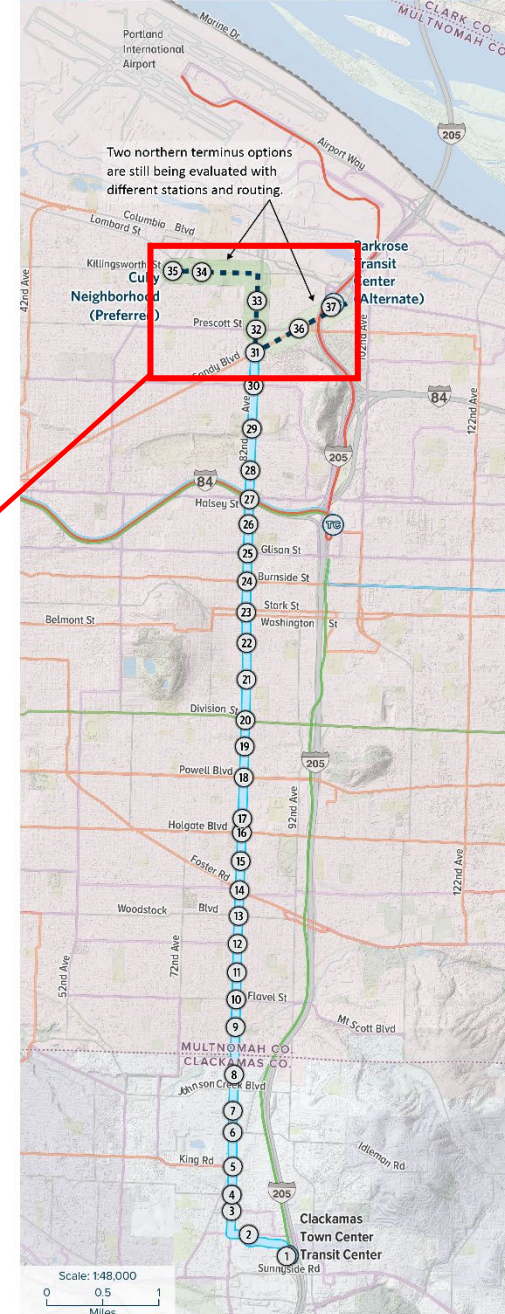 CLARK CO.
MULTNOMAH CO.
Marine Dr
Portland
International
Airport
205
Airport Way
Two northern terminus options
are still being evaluated with
different stations and routing.
Columbia Blvd
Lombard St
42nd Ave
Killingsworth St
35
34
Cully
Neighborhood
(Preferred)
Parkrose
Transit
Center
(Alternate)
33
37
Prescott St
32
36
102nd Ave
31
Sandy Blvd
30
82nd Ave
84
122nd Ave
29
205
28
84
27
Halsey St
26
TC
25
Glisan St
24
Burnside St
23
Stark St
Belmont St
Washington St
22
21
Division St
20
19
205
Powell Blvd
18
92nd Ave
17
Holgate Blvd
16
15
Foster Rd
14
122nd Ave
Woodstock Blvd
13
12
72nd Ave
52nd Ave
11
10
Flavel St
9
Mt Scott Blvd
MULTNOMAH CO.
CLACKAMAS CO.
8
Johnson Creek Blvd
7
6
Idleman Rd
King Rd
5
4
205
3
Clackamas
Town Center
Transit Center
2
1
Sunnyside Rd
Scale: 1:48,000
0 0.5 1
Miles